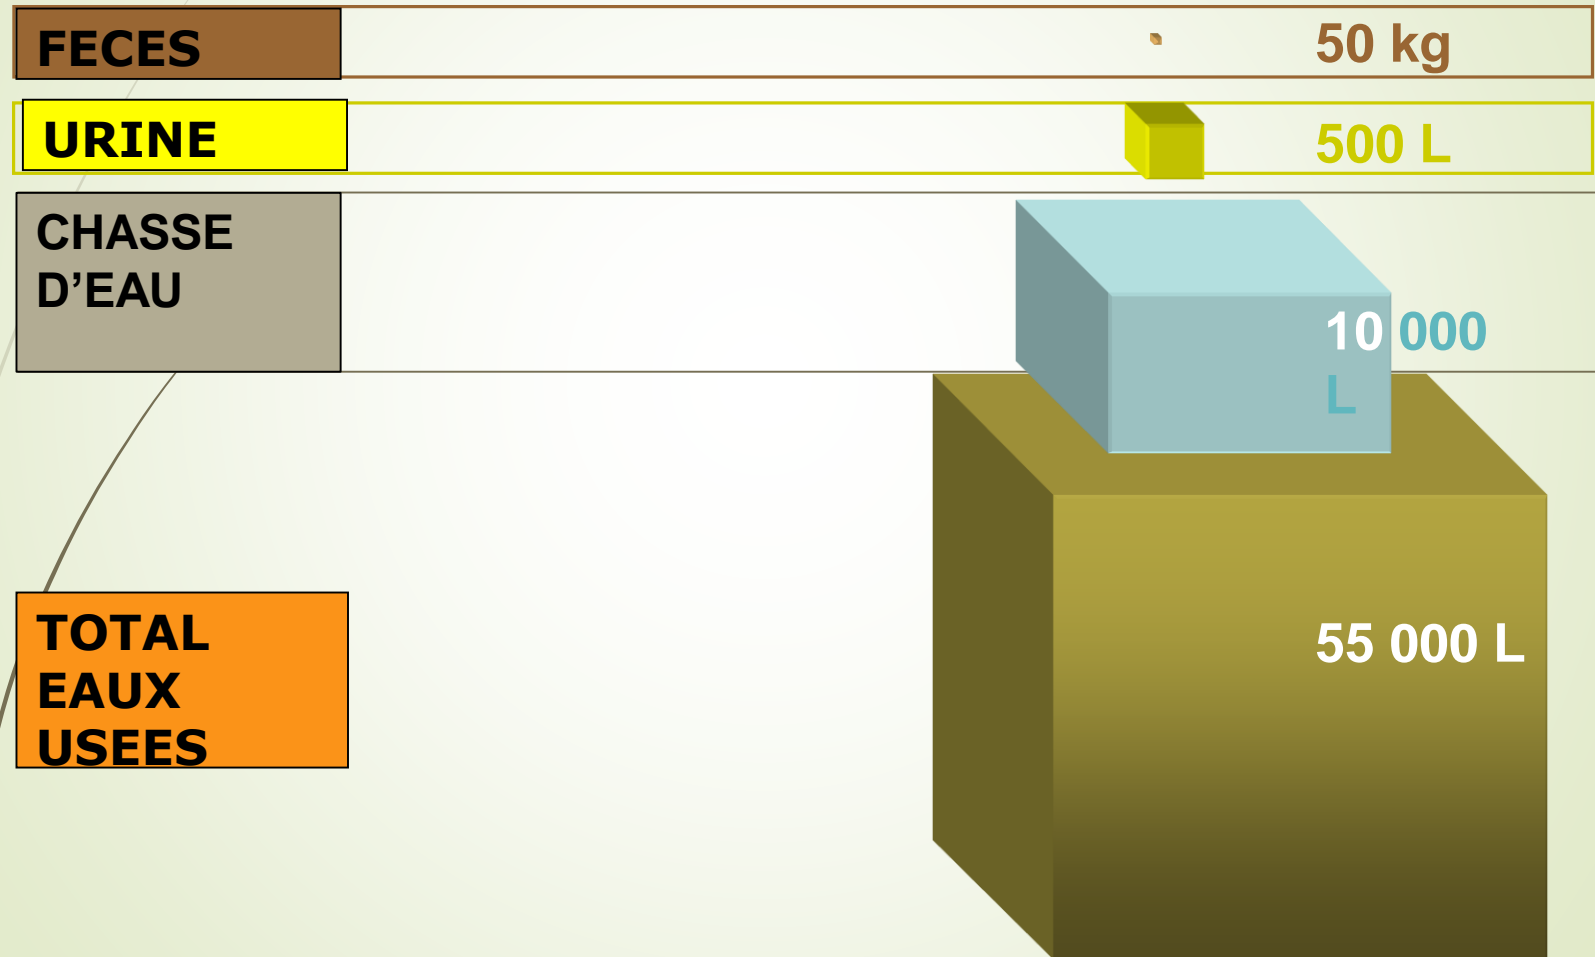 FECES
50 kg
URINE
500 L
CHASSE
D’EAU
10 000
L
TOTAL
EAUX
USEES
55 000 L